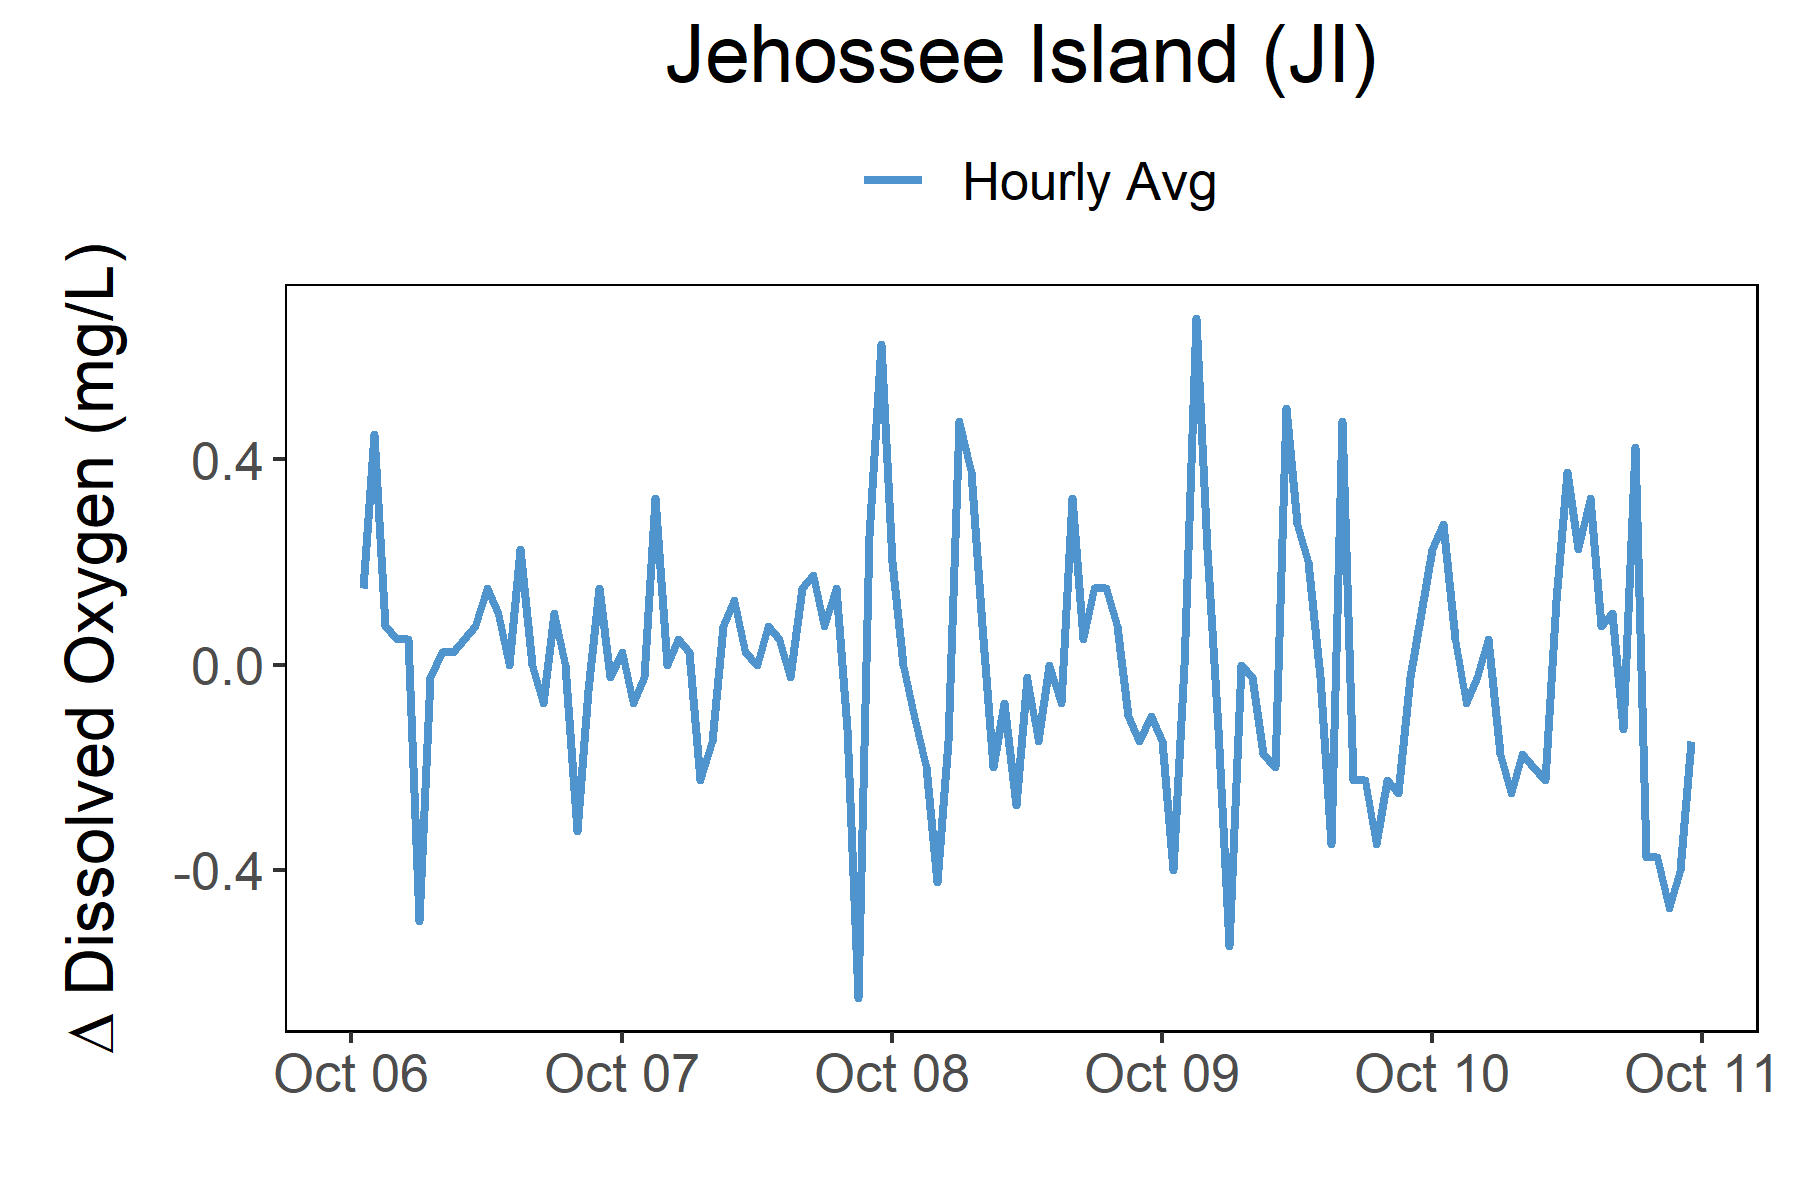 Jehossee Island (JI)
Hourly Avg
Δ Dissolved Oxygen (mg/L)
0.4
0.0
-0.4
Oct 06
Oct 07
Oct 08
Oct 09
Oct 10
Oct 11